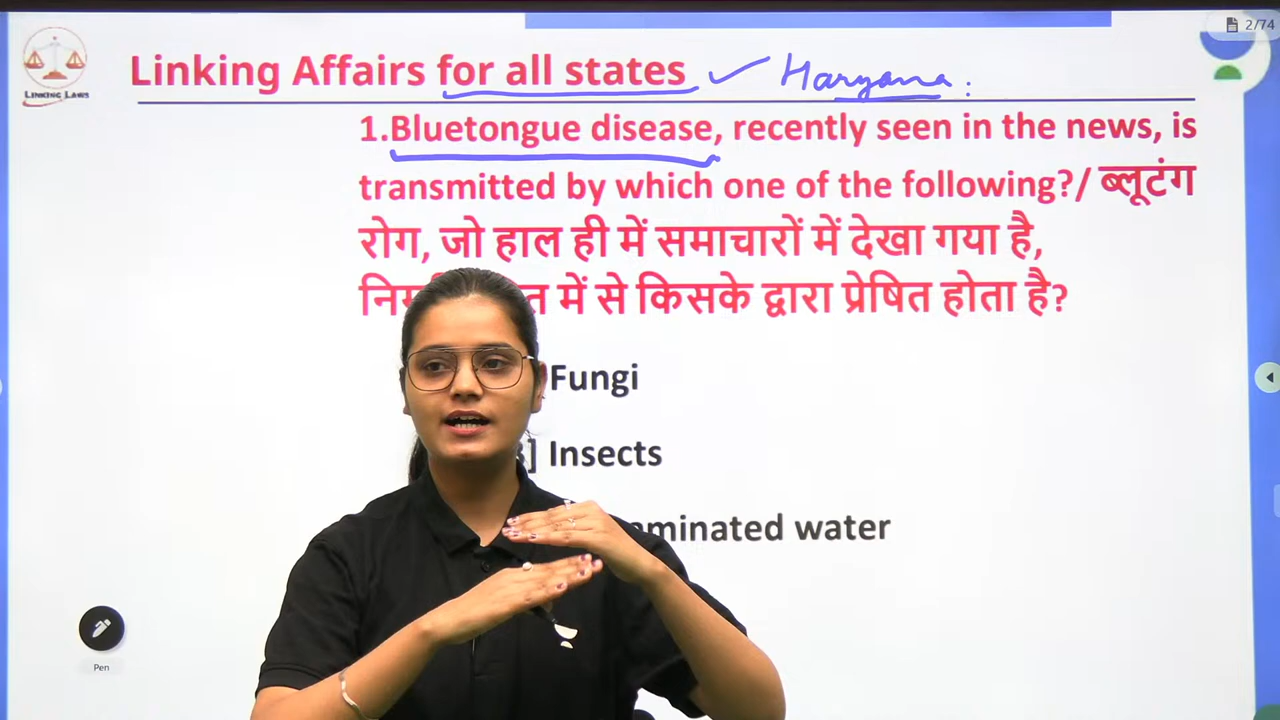 2/74
LINKING LAWS
Linking Affairs for all states ✓ Haryana :
1.Bluetongue disease, recently seen in the news, is
transmitted by which one of the following?/ ब्लूटंग
रोग, जो हाल ही में समाचारों में देखा गया है,
में से किसके द्वारा प्रेषित होता है?
Fungi
] Insects
water
Pen